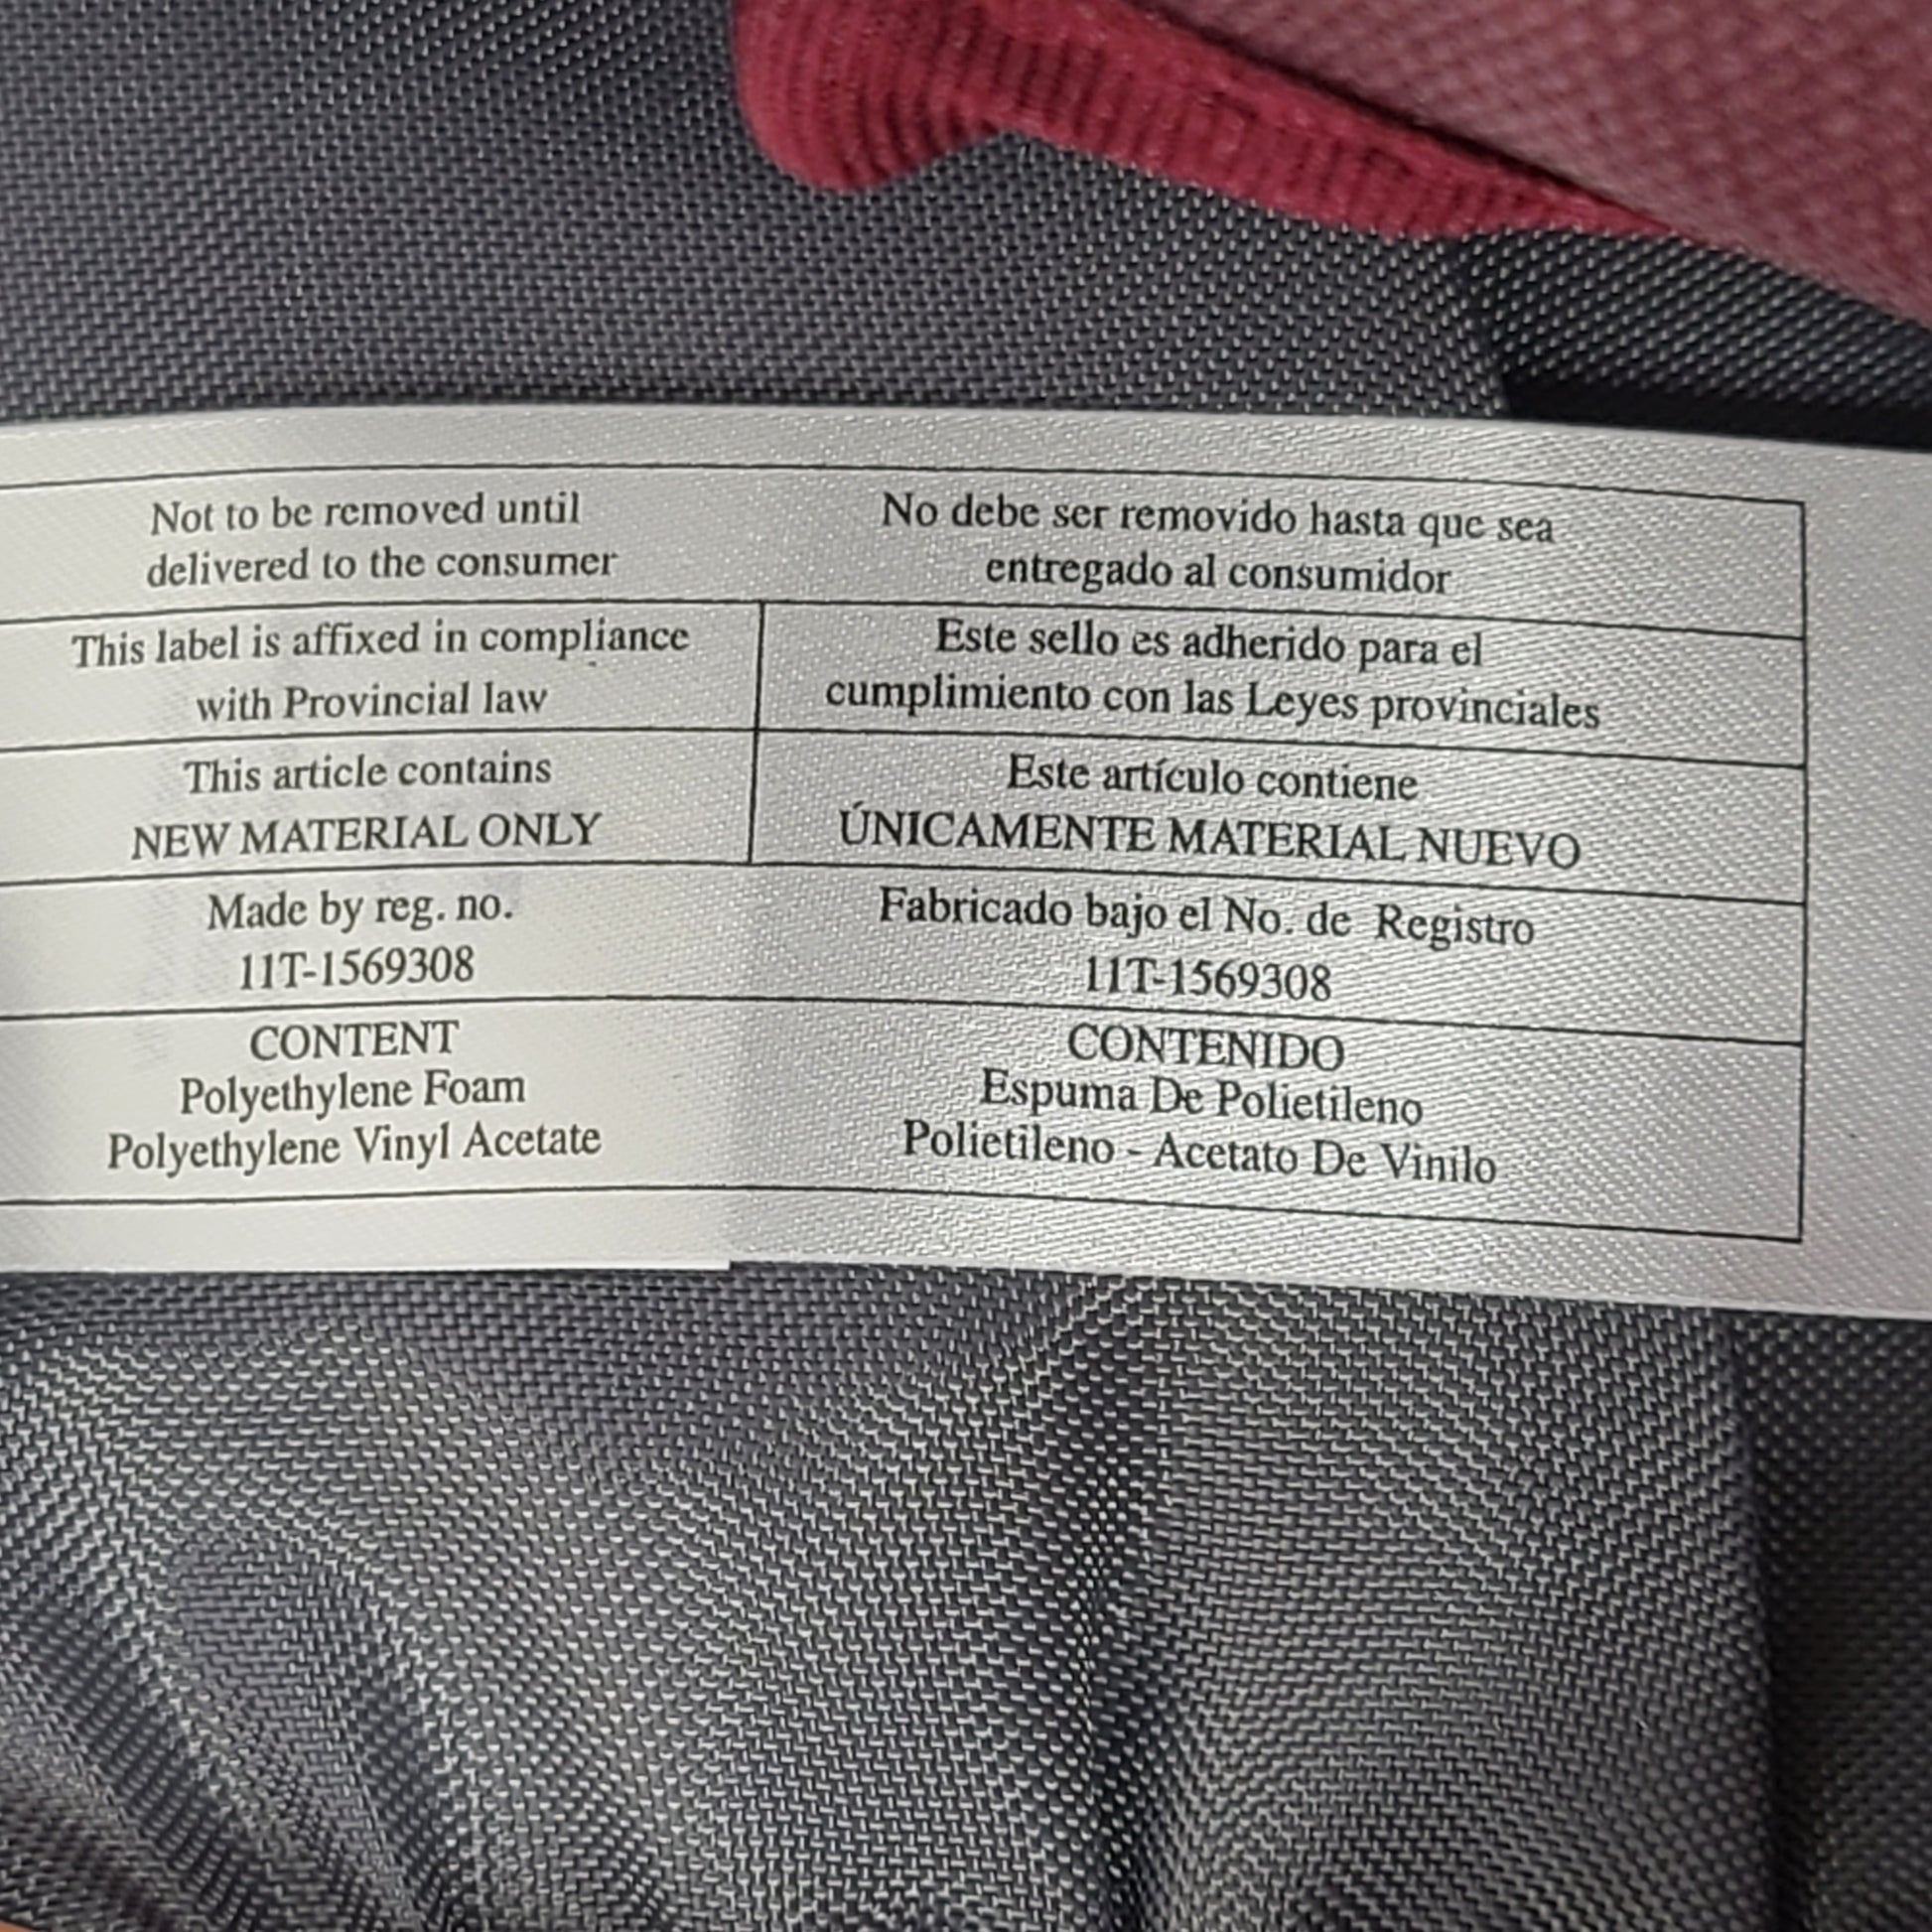 Not to be removed until
delivered to the consumer
No debe ser removido hasta que sea
entregado al consumidor
This label is affixed in compliance
with Provincial law
Este sello es adherido para el
cumplimiento con las Leyes provinciales
This article contains
NEW MATERIAL ONLY
Este artículo contiene
ÚNICAMENTE MATERIAL NUEVO
Made by reg. no.
11T-1569308
Fabricado bajo el No. de Registro
11T-1569308
CONTENT
Polyethylene Foam
Polyethylene Vinyl Acetate
CONTENIDO
Espuma De Polietileno
Polietileno - Acetato De Vinilo